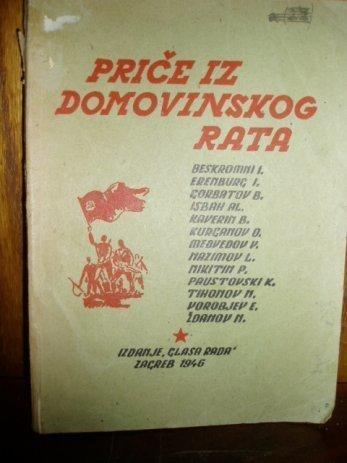 PRIČE IZ
DOMOVINSKOG
RATA
BESKROMNI I.
ERENBURG I.
GORBATOV B.
ISBAH AL.
KAVERIN B.
KURGANOV O.
MEDVEDOV V.
NAZIMOV L.
NIKITIN P.
PAUSTOVSKI K.
TIHONOV N.
VOROBJEV E.
ŽDANOV N.
IZDANJE „GLASA RADA"
ZAGREB 1946